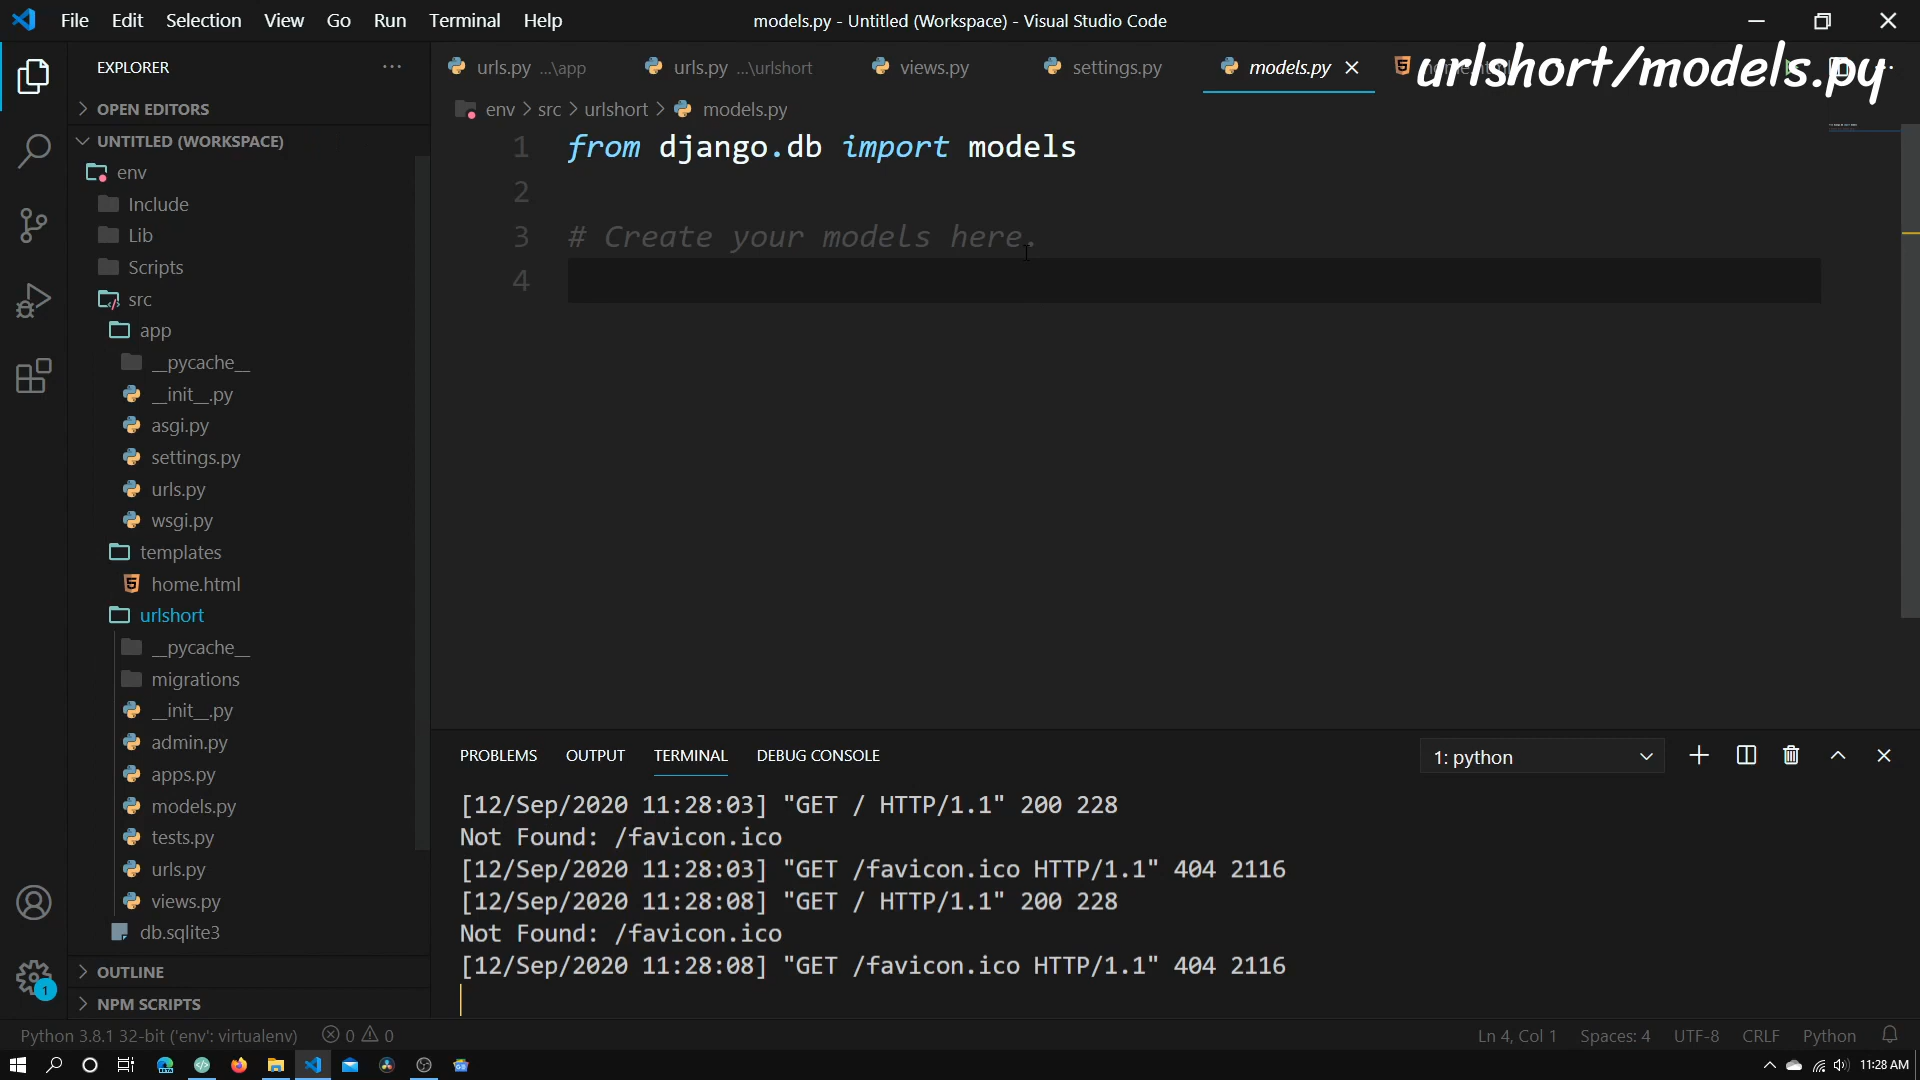 File Edit Selection View Go Run Terminal Help
models.py - Untitled (Workspace) - Visual Studio Code
EXPLORER
urls.py ...\app
urls.py ...\urlshort
views.py
settings.py
models.py
urlshort/models.py
OPEN EDITORS
UNTITLED (WORKSPACE)
env
Include
Lib
Scripts
src
app
__pycache__
__init__.py
asgi.py
settings.py
urls.py
wsgi.py
templates
home.html
urlshort
__pycache__
migrations
__init__.py
admin.py
apps.py
models.py
tests.py
urls.py
views.py
db.sqlite3
OUTLINE
NPM SCRIPTS
env > src > urlshort > models.py
1 from django.db import models
2
3 # Create your models here.
4
PROBLEMS OUTPUT TERMINAL DEBUG CONSOLE
1: python
[12/Sep/2020 11:28:03] "GET / HTTP/1.1" 200 228
Not Found: /favicon.ico
[12/Sep/2020 11:28:03] "GET /favicon.ico HTTP/1.1" 404 2116
[12/Sep/2020 11:28:08] "GET / HTTP/1.1" 200 228
Not Found: /favicon.ico
[12/Sep/2020 11:28:08] "GET /favicon.ico HTTP/1.1" 404 2116
1
Python 3.8.1 32-bit ('env': virtualenv) 0 0
Ln 4, Col 1 Spaces: 4 UTF-8 CRLF Python
11:28 AM